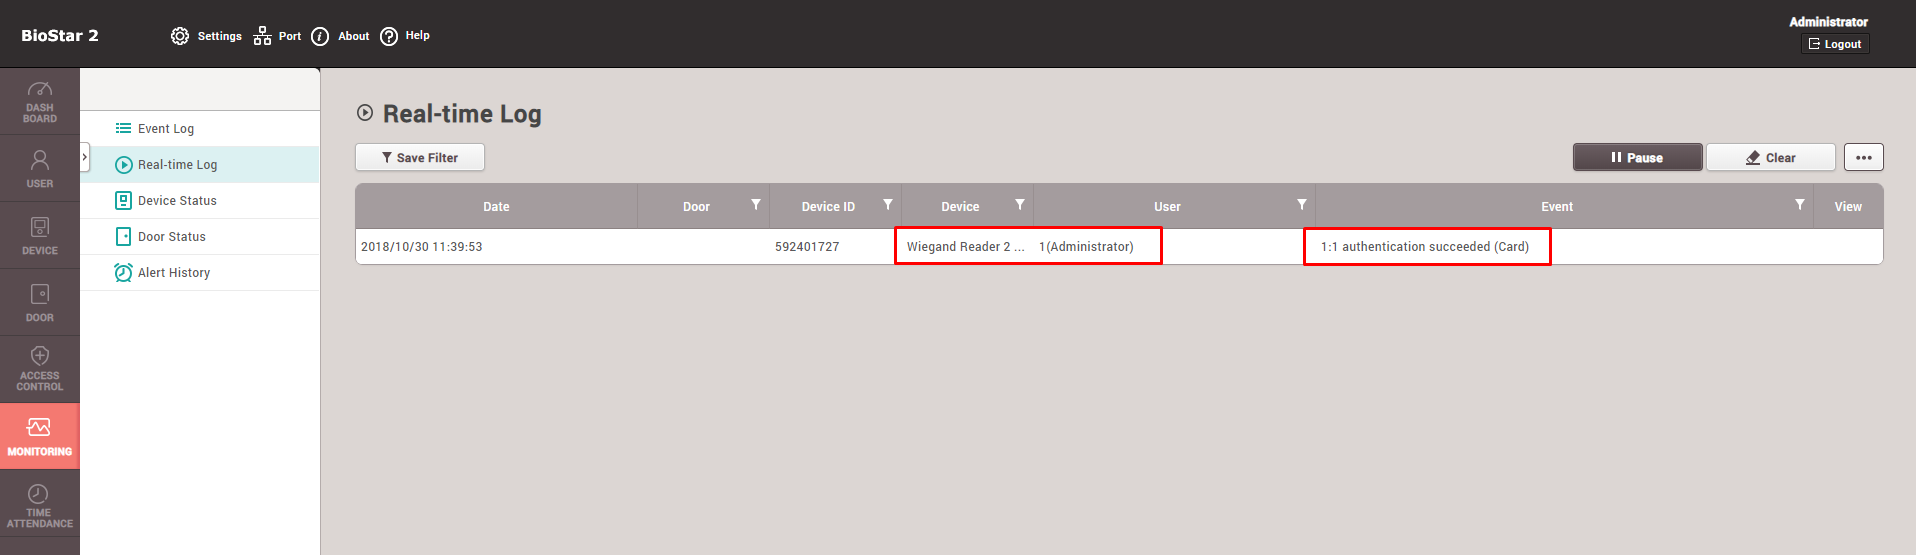 BioStar 2
Settings
Port
About
Help
Administrator
Logout
DASH
BOARD
USER
DEVICE
DOOR
ACCESS
CONTROL
MONITORING
TIME
ATTENDANCE
Event Log
Real-time Log
Device Status
Door Status
Alert History
Real-time Log
Save Filter
Pause
Clear
Date Door Device ID Device User Event View
2018/10/30 11:39:53 592401727 Wiegand Reader 2 ... 1(Administrator) 1:1 authentication succeeded (Card)